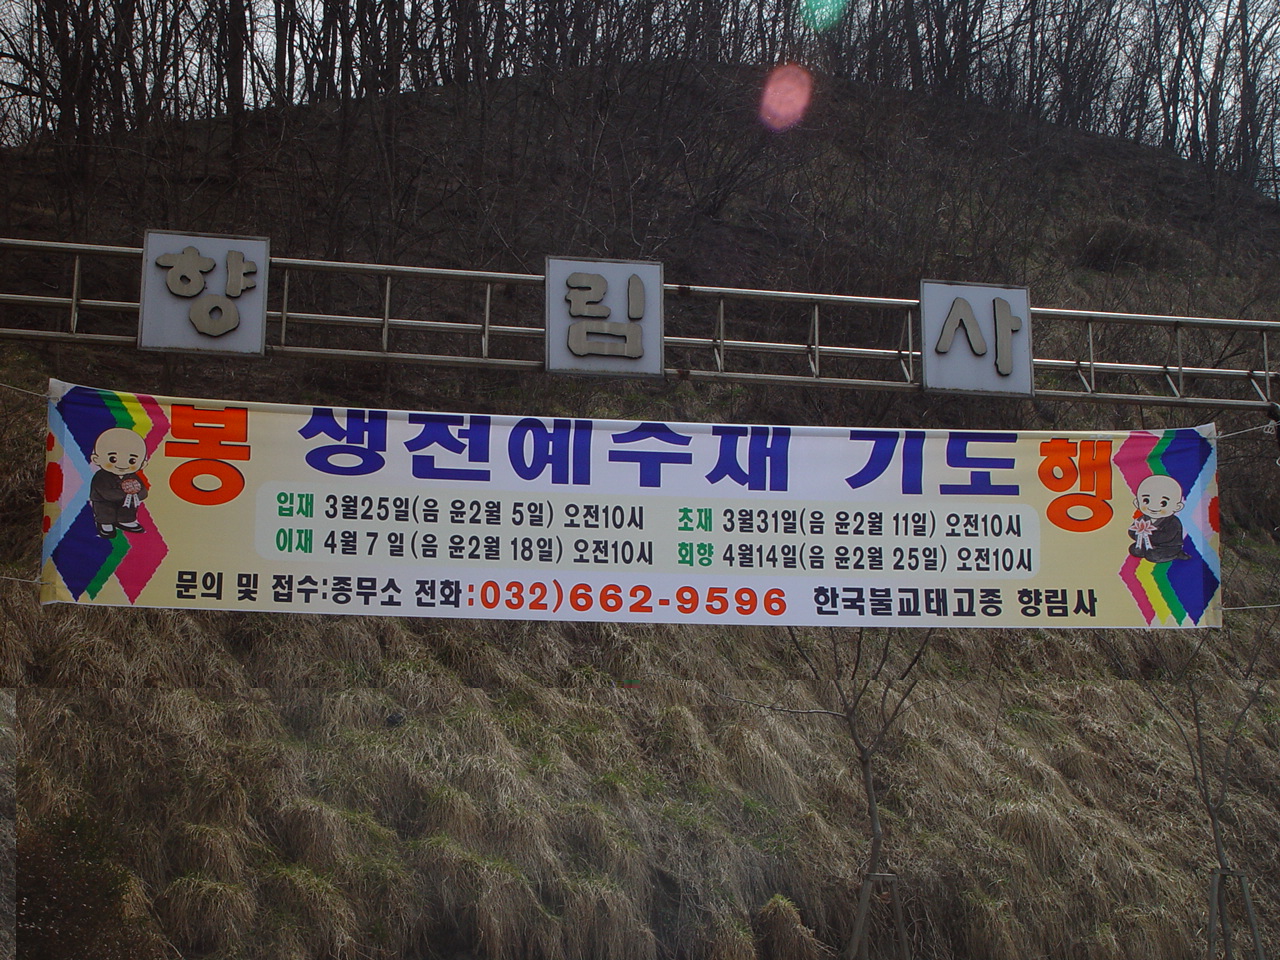 향림사
봉 생전예수재 기도 행
입재 3월25일(음 윤2월 5일) 오전10시 초재 3월31일(음 윤2월 11일) 오전10시
이재 4월 7일(음 윤2월 18일) 오전10시 회향 4월14일(음 윤2월 25일) 오전10시
문의 및 접수:종무소 전화:032)662-9596 한국불교태고종 향림사